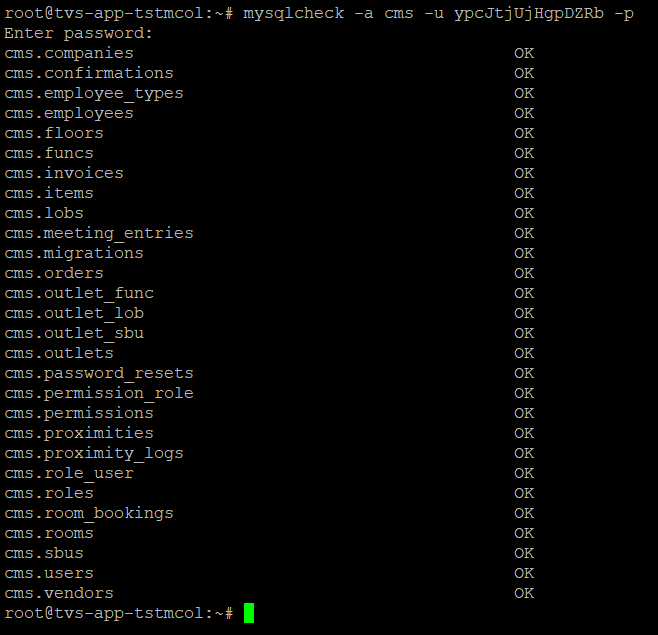 root@tvs-app-tstmcol:~# mysqlcheck -a cms -u ypcJtjUjHgpDZRb -p
Enter password:
cms.companies OK
cms.confirmations OK
cms.employee_types OK
cms.employees OK
cms.floors OK
cms.funcs OK
cms.invoices OK
cms.items OK
cms.lobs OK
cms.meeting_entries OK
cms.migrations OK
cms.orders OK
cms.outlet_func OK
cms.outlet_lob OK
cms.outlet_sbu OK
cms.outlets OK
cms.password_resets OK
cms.permission_role OK
cms.permissions OK
cms.proximities OK
cms.proximity_logs OK
cms.role_user OK
cms.roles OK
cms.room_bookings OK
cms.rooms OK
cms.sbus OK
cms.users OK
cms.vendors OK
root@tvs-app-tstmcol:~#